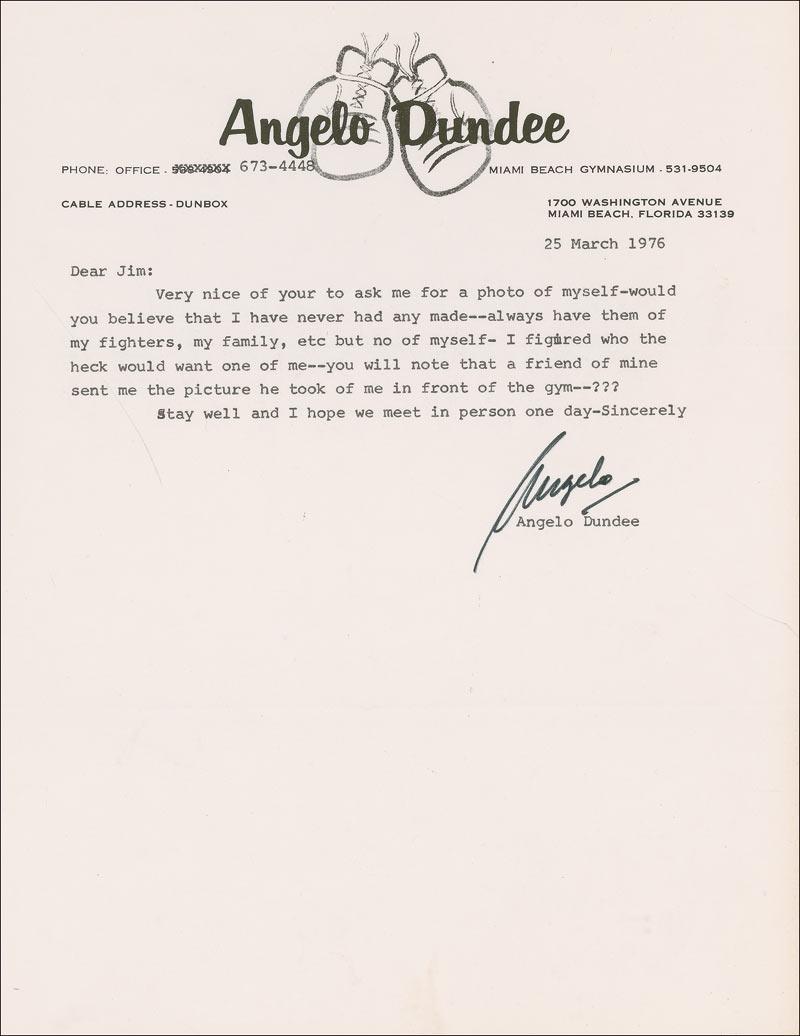 Angelo Dundee
PHONE: OFFICE - 673-4448
MIAMI BEACH GYMNASIUM - 531-9504
CABLE ADDRESS - DUNBOX
1700 WASHINGTON AVENUE
MIAMI BEACH, FLORIDA 33139
25 March 1976
Dear Jim:
Very nice of your to ask me for a photo of myself-would
you believe that I have never had any made--always have them of
my fighters, my family, etc but no of myself- I figured who the
heck would want one of me--you will note that a friend of mine
sent me the picture he took of me in front of the gym--???
Stay well and I hope we meet in person one day-Sincerely
Angelo
Angelo Dundee